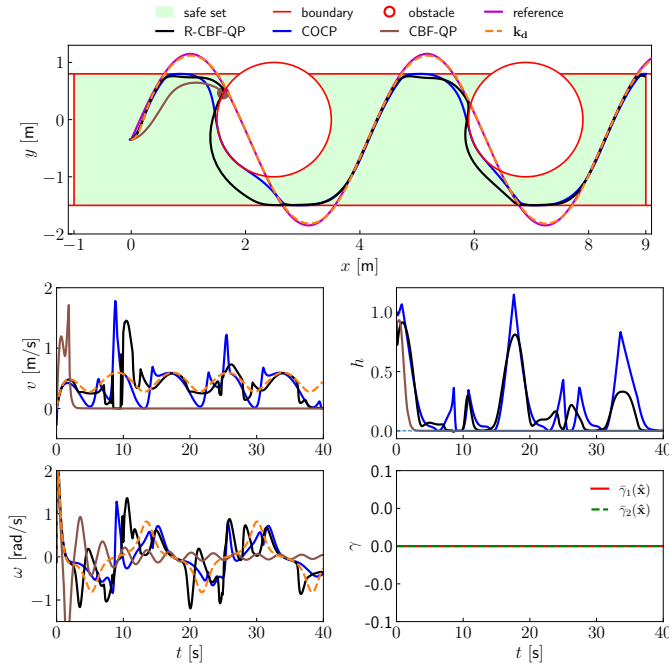 safe set boundary obstacle reference
R-CBF-QP COCP CBF-QP k_d
1
0
−1
−2
y [m]
−1 0 2 4 6 8 9
x [m]
2
1
0
v [m/s]
0 10 20 30 40
1.0
0.5
0.0
h
0 10 20 30 40
1
0
−1
ω [rad/s]
0 10 20 30 40
t [s]
0.1
0.0
0.0
-0.0
-0.1
γ
γ̄₁(x̂)
γ̄₂(x̂)
0 10 20 30 40
t [s]